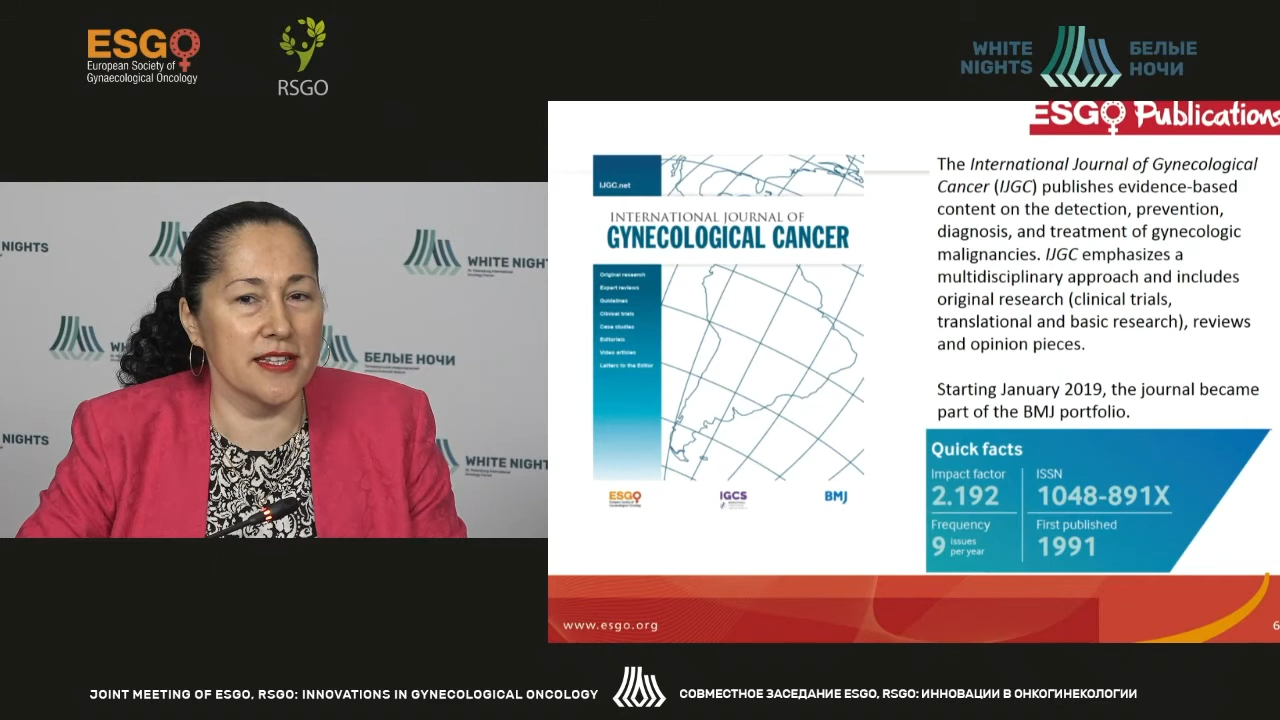 ESGO
European Society of
Gynaecological Oncology
RSGO
WHITE
NIGHTS
БЕЛЫЕ
НОЧИ
NIGHTS
WHITE NIGHT
БЕЛЫЕ НОЧИ
NIGHTS
WHITE NIGHT
ESGO Publications
IJGC.net
INTERNATIONAL JOURNAL OF
GYNECOLOGICAL CANCER
Original research
Expert reviews
Guidelines
Clinical trials
Case studies
Editorials
Video articles
Letters to the Editor
ESGO
IGCS
BMJ
The International Journal of Gynecological
Cancer (IJGC) publishes evidence-based
content on the detection, prevention,
diagnosis, and treatment of gynecologic
malignancies. IJGC emphasizes a
multidisciplinary approach and includes
original research (clinical trials,
translational and basic research), reviews
and opinion pieces.
Starting January 2019, the journal became
part of the BMJ portfolio.
Quick facts
Impact factor
2.192
ISSN
1048-891X
Frequency
9 issues
per year
First published
1991
www.esgo.org
6
JOINT MEETING OF ESGO, RSGO: INNOVATIONS IN GYNECOLOGICAL ONCOLOGY
СОВМЕСТНОЕ ЗАСЕДАНИЕ ESGO, RSGO: ИННОВАЦИИ В ОНКОГИНЕКОЛОГИИ